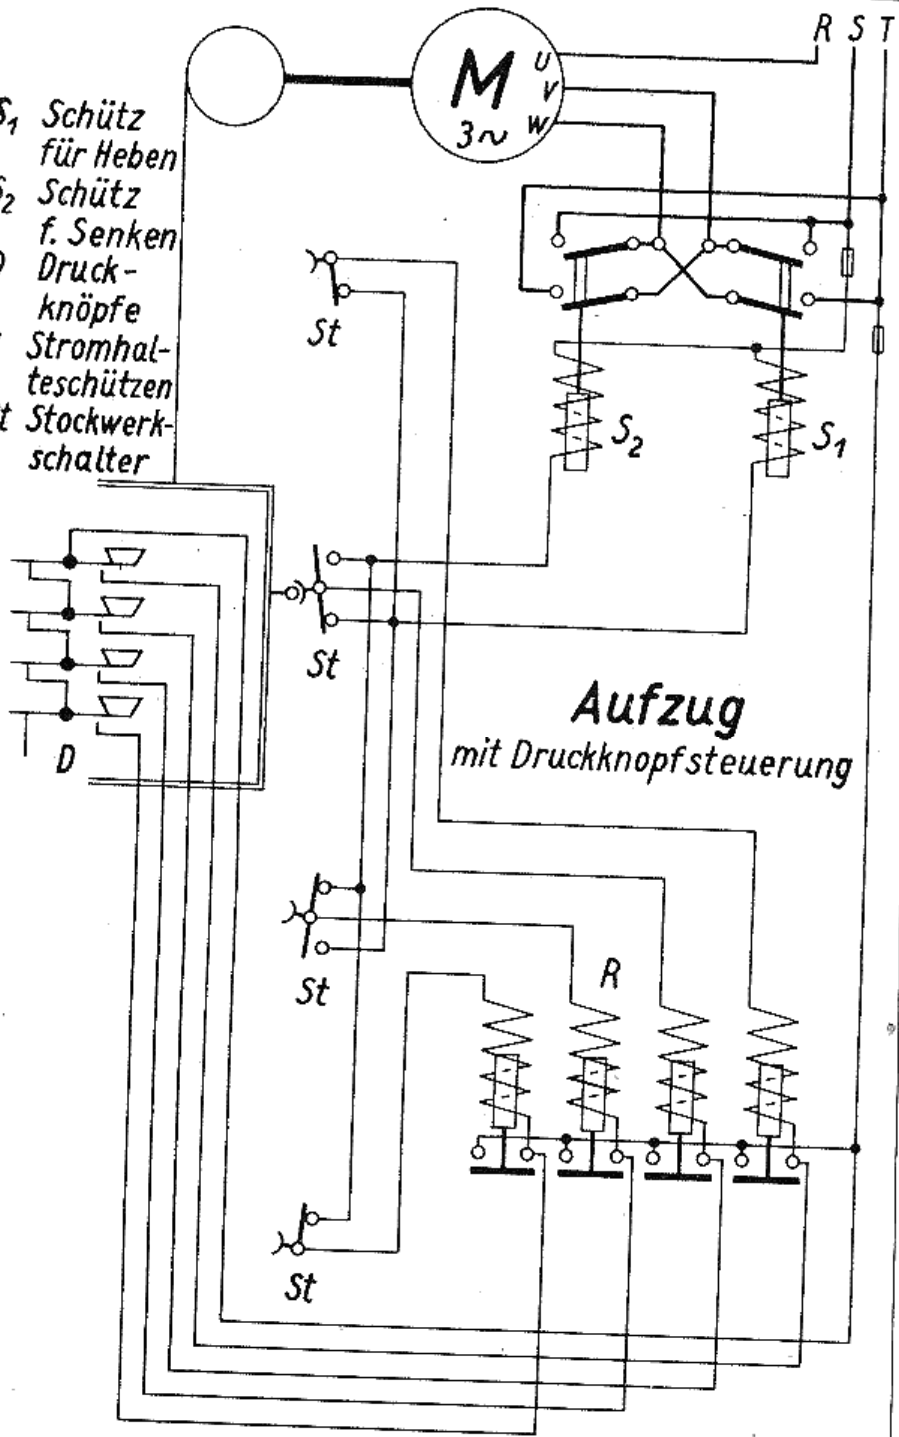 R S T
M
3~
U
V
W
S₁ Schütz
für Heben
S₂ Schütz
f. Senken
D Druck-
knöpfe
Stromhal-
teschützen
St Stockwerk-
schalter
St
S₂
S₁
St
Aufzug
mit Druckknopfsteuerung
D
St
R
St